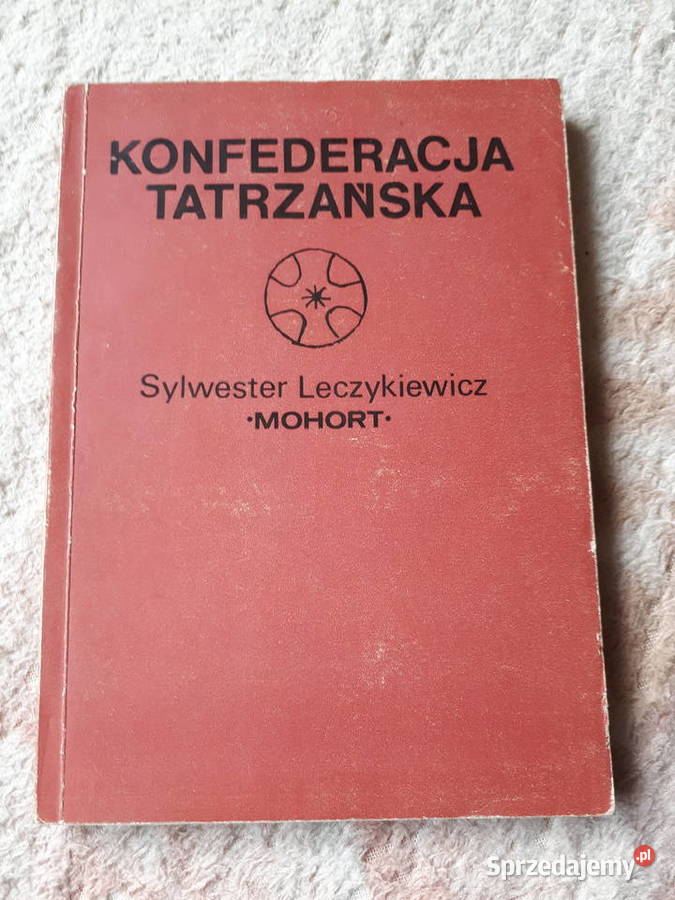 KONFEDERACJA
TATRZAŃSKA
Sylwester Leczykiewicz
•MOHORT•
Sprzedajemy.pl